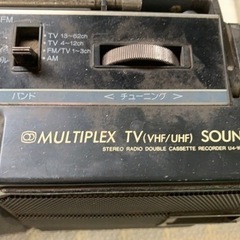 FM
TV 13~62ch
TV 4~12ch
FM/TV 1~3ch
AM
バンド
< チューニング >
MULTIPLEX TV(VHF/UHF) SOUN
STEREO RADIO DOUBLE CASSETTE RECORDER U4-W